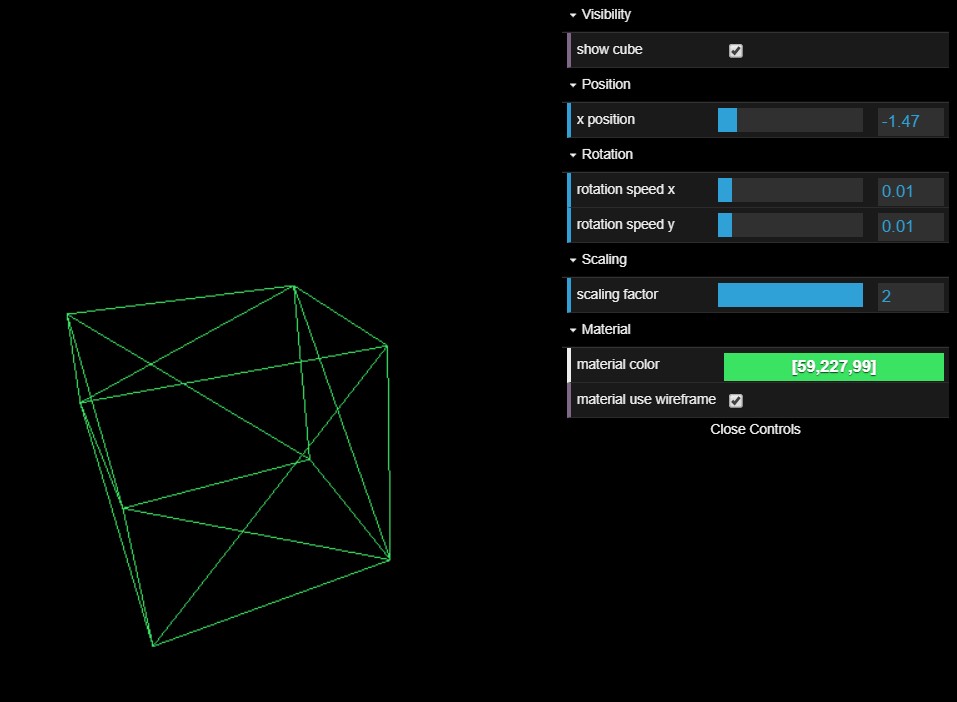 Visibility
show cube
Position
x position -1.47
Rotation
rotation speed x 0.01
rotation speed y 0.01
Scaling
scaling factor 2
Material
material color [59,227,99]
material use wireframe
Close Controls